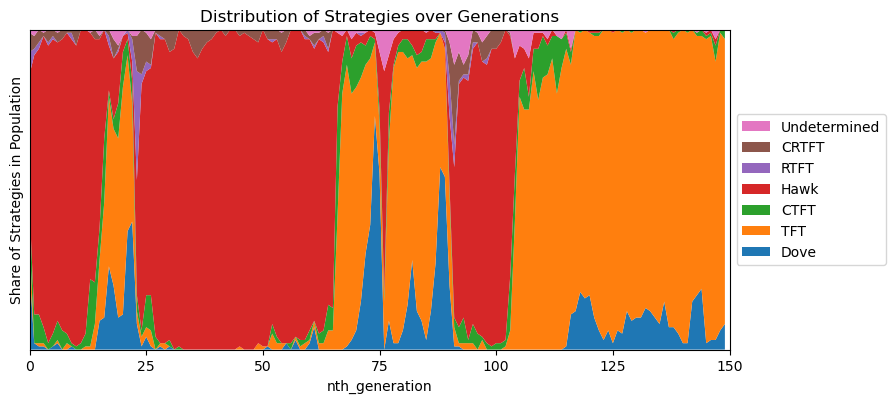 Distribution of Strategies over Generations
Share of Strategies in Population
0 25 50 75 100 125 150
nth_generation
Undetermined
CRTFT
RTFT
Hawk
CTFT
TFT
Dove